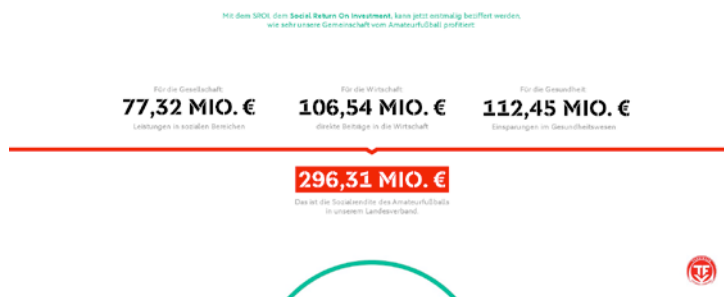 Mit dem SROI, dem Social Return On Investment, kann jetzt erstmalig beziffert werden,
wie sehr unsere Gemeinschaft vom Amateurfußball profitiert:
Für die Gesellschaft:
77,32 MIO. €
Leistungen in sozialen Bereichen
Für die Wirtschaft:
106,54 MIO. €
direkte Beiträge in die Wirtschaft
Für die Gesundheit:
112,45 MIO. €
Einsparungen im Gesundheitswesen
296,31 MIO. €
Das ist die Sozialrendite des Amateurfußballs
in unserem Landesverband.